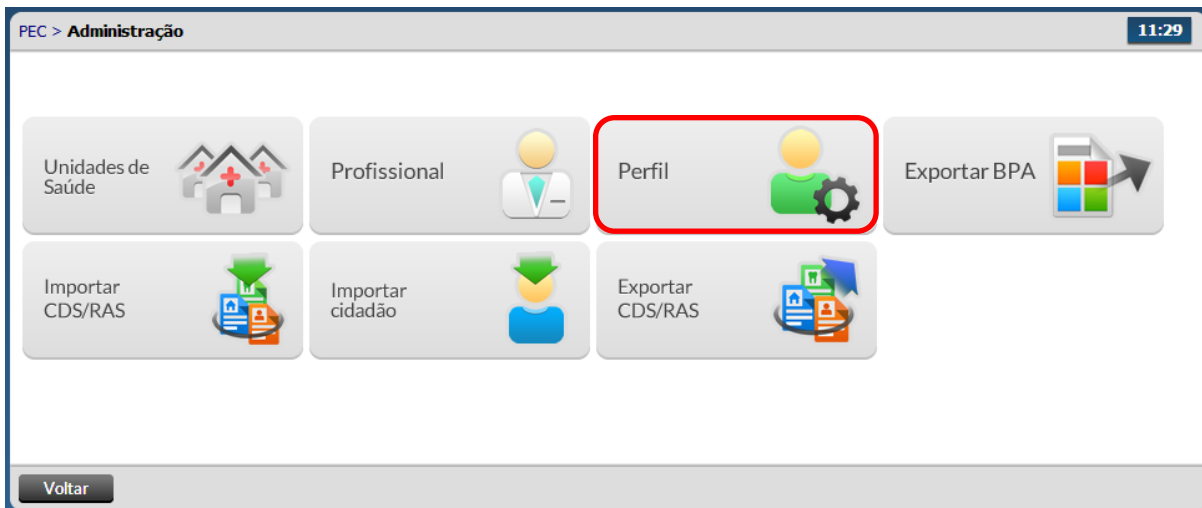 PEC > Administração
11:29
Unidades de
Saúde
Profissional
Perfil
Exportar BPA
Importar
CDS/RAS
Importar
cidadão
Exportar
CDS/RAS
Voltar